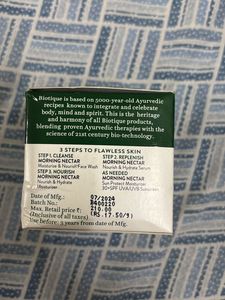 Biotique is based on 5000-year-old Ayurvedic
recipes known to integrate and celebrate
body, mind and spirit. This is the heritage
and harmony of all Biotique products,
blending proven Ayurvedic therapies with the
science of 21st century bio-technology.
3 STEPS TO FLAWLESS SKIN
STEP 1. CLEANSE
MORNING NECTAR
Moisturize & Nourish Face Wash
STEP 2. REPLENISH
MORNING NECTAR
Nourish & Hydrate Serum
STEP 3. NOURISH
MORNING NECTAR
Nourish & Hydrate
Moisturizer
AS NEEDED
MORNING NECTAR
Sun Protect Moisturizer
30+SPF UVA/UVB Sunscreen
Date of Mfg.: 07/2024
Batch No.:
Max. Retail price ₹: 210.00
(Inclusive of all taxes) (RS.17.50/g)
Use before: 3 years from date of Mfg.